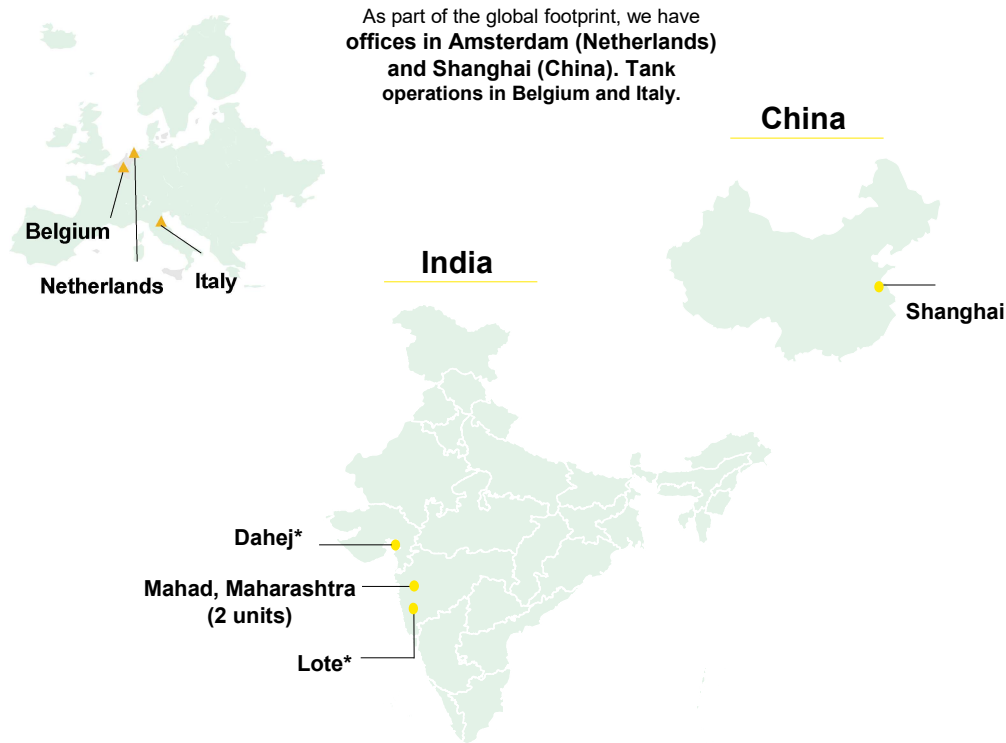 As part of the global footprint, we have
offices in Amsterdam (Netherlands)
and Shanghai (China). Tank
operations in Belgium and Italy.
China
Belgium
Netherlands
Italy
India
Shanghai
Dahej*
Mahad, Maharashtra
(2 units)
Lote*